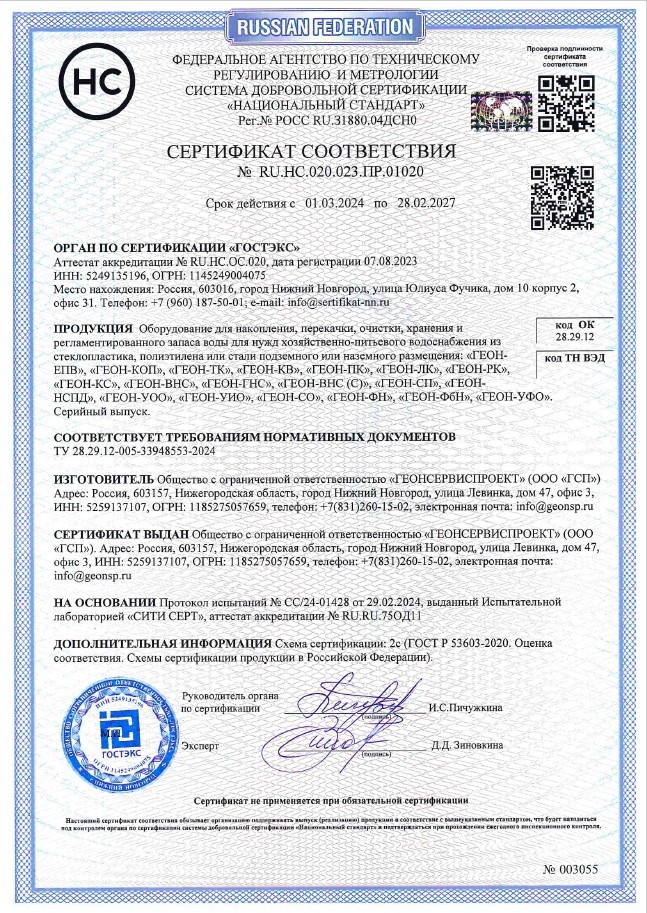 RUSSIAN FEDERATION
НС
ФЕДЕРАЛЬНОЕ АГЕНТСТВО ПО ТЕХНИЧЕСКОМУ
РЕГУЛИРОВАНИЮ И МЕТРОЛОГИИ
СИСТЕМА ДОБРОВОЛЬНОЙ СЕРТИФИКАЦИИ
«НАЦИОНАЛЬНЫЙ СТАНДАРТ»
Рег.№ РОСС RU.31880.04ДСН0
Проверка подлинности
сертификата
соответствия
СЕРТИФИКАТ СООТВЕТСТВИЯ
№ RU.НС.020.023.ПР.01020
Срок действия с 01.03.2024 по 28.02.2027
ОРГАН ПО СЕРТИФИКАЦИИ «ГОСТЭКС»
Аттестат аккредитации № RU.НС.ОС.020, дата регистрации 07.08.2023
ИНН: 5249135196, ОГРН: 1145249004075
Место нахождения: Россия, 603016, город Нижний Новгород, улица Юлиуса Фучика, дом 10 корпус 2,
офис 31. Телефон: +7 (960) 187-50-01; e-mail: info@sertifikat-nn.ru
ПРОДУКЦИЯ Оборудование для накопления, перекачки, очистки, хранения и
регламентированного запаса воды для нужд хозяйственно-питьевого водоснабжения из
стеклопластика, полиэтилена или стали подземного или наземного размещения: «ГЕОН-
ЕПВ», «ГЕОН-КОП», «ГЕОН-ТК», «ГЕОН-КВ», «ГЕОН-ПК», «ГЕОН-ЛК», «ГЕОН-РК»,
«ГЕОН-КС», «ГЕОН-ВНС», «ГЕОН-ГНС», «ГЕОН-ВНС (С)», «ГЕОН-СП», «ГЕОН-
НСПД», «ГЕОН-УОО», «ГЕОН-УИО», «ГЕОН-СО», «ГЕОН-ФН», «ГЕОН-ФбН», «ГЕОН-УФО».
Серийный выпуск.
код ОК
28.29.12
код ТН ВЭД
СООТВЕТСТВУЕТ ТРЕБОВАНИЯМ НОРМАТИВНЫХ ДОКУМЕНТОВ
ТУ 28.29.12-005-33948553-2024
ИЗГОТОВИТЕЛЬ Общество с ограниченной ответственностью «ГЕОНСЕРВИСПРОЕКТ» (ООО «ГСП»)
Адрес: Россия, 603157, Нижегородская область, город Нижний Новгород, улица Левинка, дом 47, офис 3,
ИНН: 5259137107, ОГРН: 1185275057659, телефон: +7(831)260-15-02, электронная почта: info@geonsp.ru
СЕРТИФИКАТ ВЫДАН Общество с ограниченной ответственностью «ГЕОНСЕРВИСПРОЕКТ» (ООО
«ГСП»). Адрес: Россия, 603157, Нижегородская область, город Нижний Новгород, улица Левинка, дом 47,
офис 3, ИНН: 5259137107, ОГРН: 1185275057659, телефон: +7(831)260-15-02, электронная почта:
info@geonsp.ru
НА ОСНОВАНИИ Протокол испытаний № СС/24-01428 от 29.02.2024, выданный Испытательной
лабораторией «СИТИ СЕРТ», аттестат аккредитации № RU.RU.75ОД11
ДОПОЛНИТЕЛЬНАЯ ИНФОРМАЦИЯ Схема сертификации: 2с (ГОСТ Р 53603-2020. Оценка
соответствия. Схемы сертификации продукции в Российской Федерации).
Руководитель органа
по сертификации
(подпись)
И.С.Пичужкина
Эксперт
(подпись)
Д.Д. Зиновкина
ИНН 5249135196
ГОСТЭКС
ОГРН 1145249004075
Сертификат не применяется при обязательной сертификации
Настоящий сертификат соответствия обязывает организацию поддерживать выпуск (реализацию) продукции в соответствие с вышеуказанным стандартом, что будет находиться
под контролем органа по сертификации системы добровольной сертификации «Национальный стандарт» и подтверждаться при прохождении ежегодного инспекционного контроля.
№ 003055